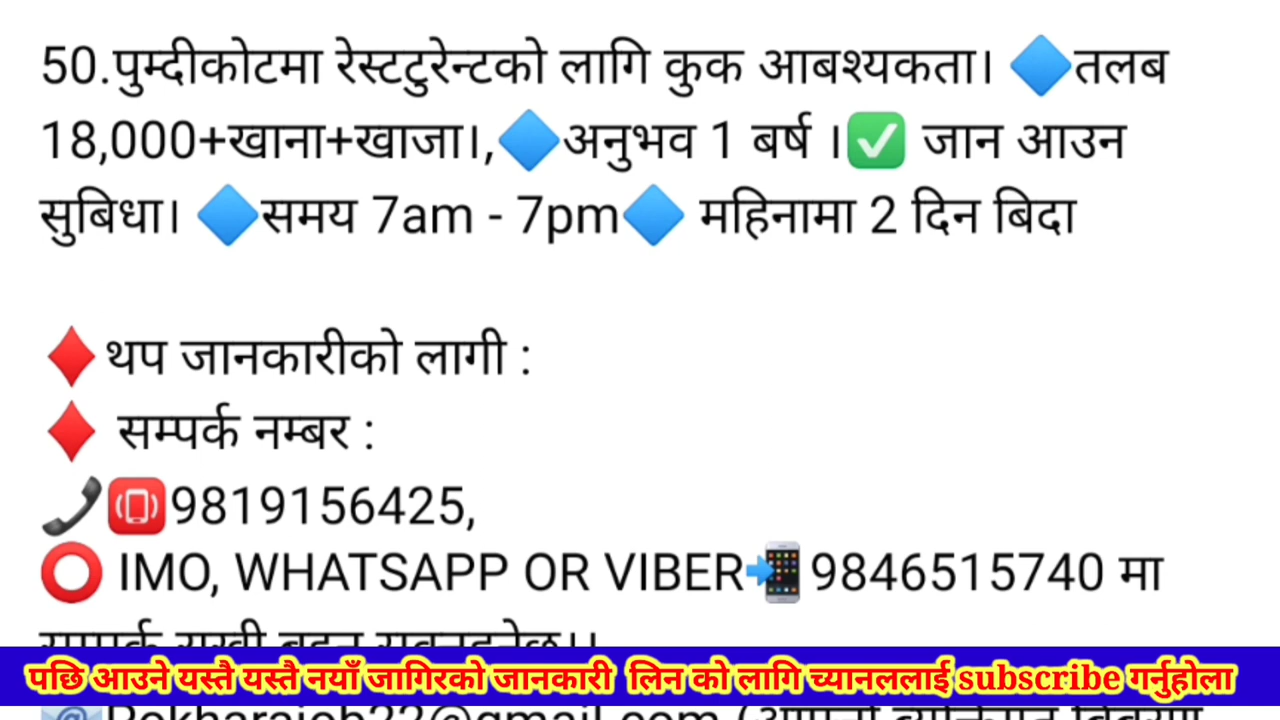 50.पुम्दीकोटमा रेस्टटुरेन्टको लागि कुक आबश्यकता। 🔷तलब
18,000+खाना+खाजा।,🔷अनुभव 1 बर्ष ।✅ जान आउन
सुबिधा। 🔷समय 7am - 7pm🔷 महिनामा 2 दिन बिदा
♦️थप जानकारीको लागी :
♦️ सम्पर्क नम्बर :
📞📳9819156425,
⭕ IMO, WHATSAPP OR VIBER📲9846515740 मा
पछि आउने यस्तै यस्तै नयाँ जागिरको जानकारी लिन को लागि च्यानललाई subscribe गर्नुहोला